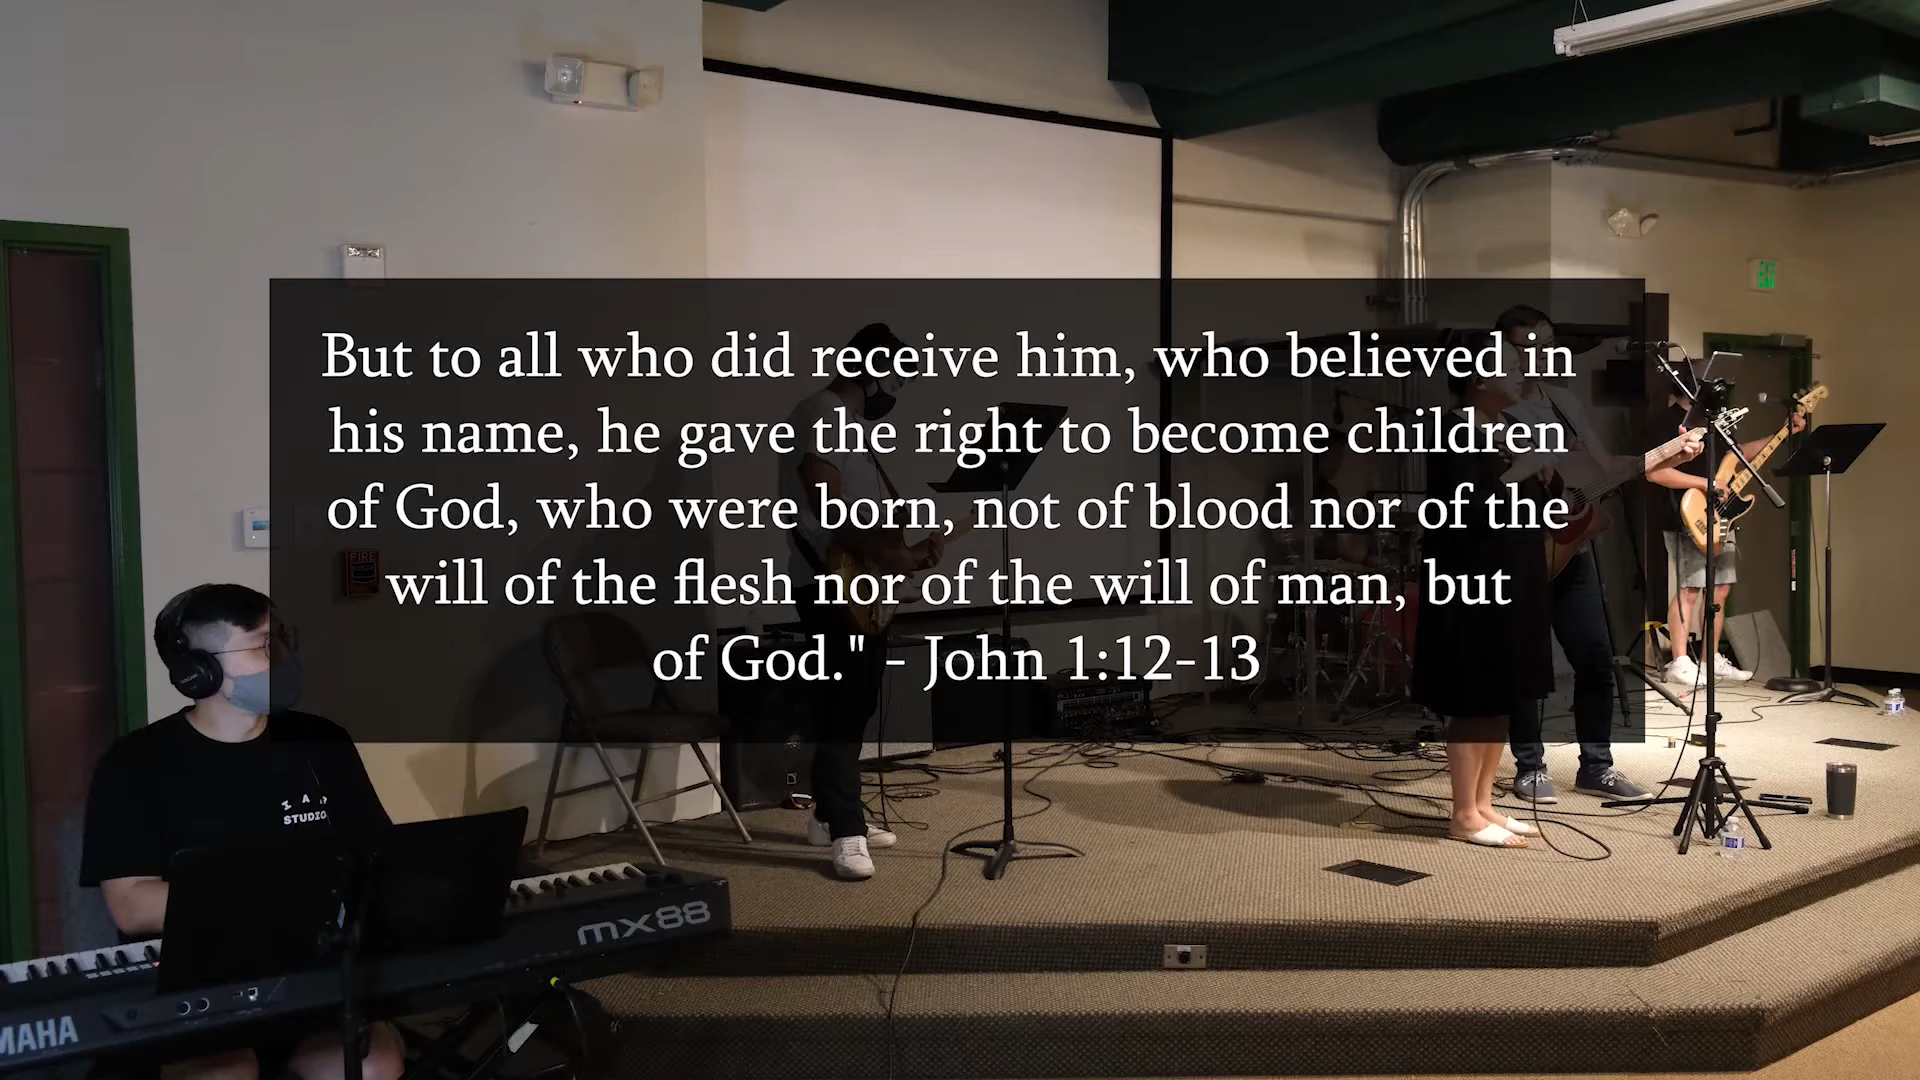 But to all who did receive him, who believed in
his name, he gave the right to become children
of God, who were born, not of blood nor of the
will of the flesh nor of the will of man, but
of God." - John 1:12-13
EXIT
FIRE
STUDIO
mx88
MAHA